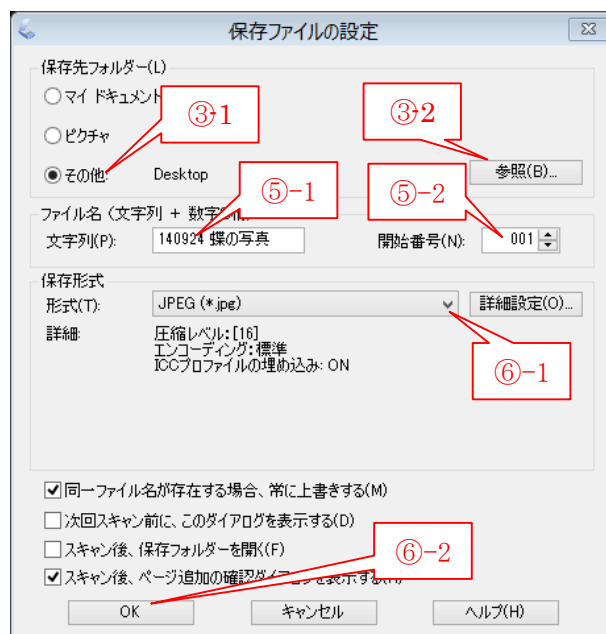 保存ファイルの設定
保存先フォルダー(L)
マイ ドキュメント
③-1
③-2
ピクチャ
その他:
Desktop
参照(B)...
⑤-1
⑤-2
ファイル名 (文字列 + 数字
文字列(P):
140924 蝶の写真
開始番号(N):
001
保存形式
形式(T):
JPEG (*.jpg)
詳細設定(O)...
詳細:
圧縮レベル:[16]
エンコーディング:標準
ICCプロファイルの埋め込み: ON
⑥-1
同一ファイル名が存在する場合、常に上書きする(M)
次回スキャン前に、このダイアログを表示する(D)
スキャン後、保存フォルダーを開く(F)
⑥-2
スキャン後、ページ追加の確認ダイアログを表示する
OK
キャンセル
ヘルプ(H)